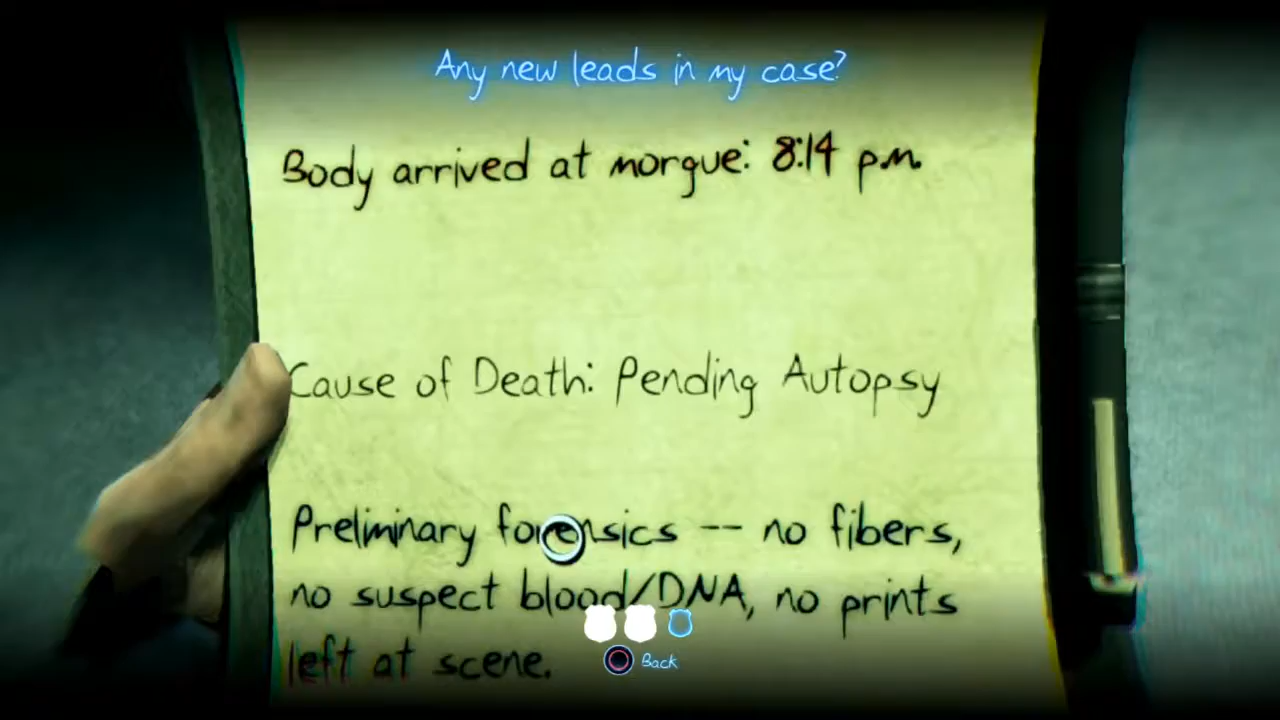 Any new leads in my case?
Body arrived at morgue: 8:14 p.m.
Cause of Death: Pending Autopsy
Preliminary forensics -- no fibers,
no suspect blood/DNA, no prints
left at scene.
Back